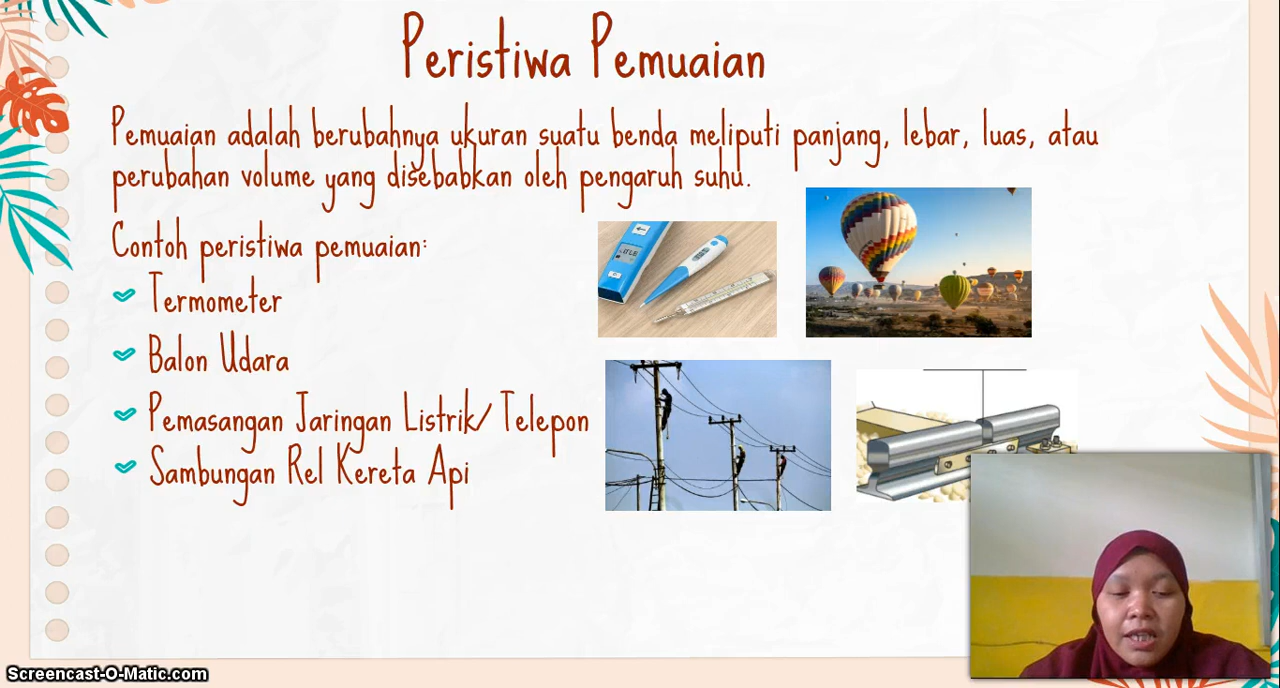 Peristiwa Pemuaian
Pemuaian adalah berubahnya ukuran suatu benda meliputi panjang, lebar, luas, atau
perubahan volume yang disebabkan oleh pengaruh suhu.
Contoh peristiwa pemuaian:
Termometer
Balon Udara
Pemasangan Jaringan Listrik/ Telepon
Sambungan Rel Kereta Api
Screencast-O-Matic.com